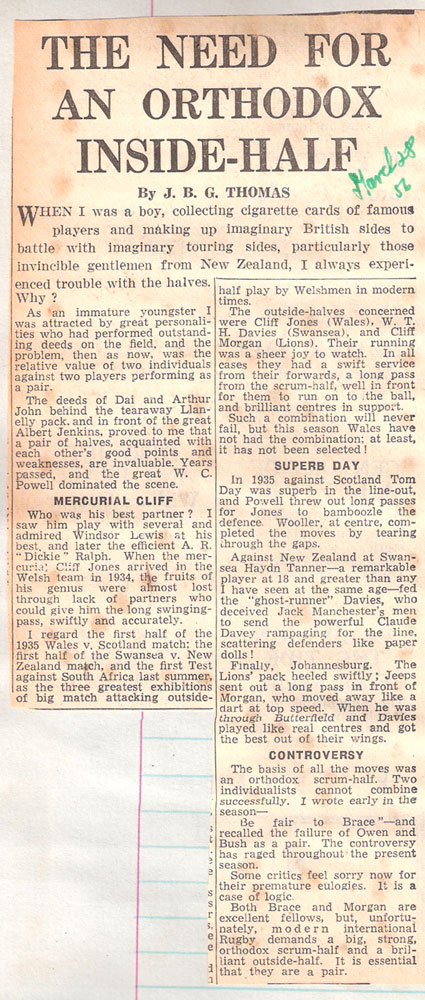 THE NEED FOR
AN ORTHODOX
INSIDE-HALF
March 28
56
By J. B. G. THOMAS
WHEN I was a boy, collecting cigarette cards of famous
players and making up imaginary British sides to
battle with imaginary touring sides, particularly those
invincible gentlemen from New Zealand, I always experi-
enced trouble with the halves.
Why ?
As an immature youngster I
was attracted by great personali-
ties who had performed outstand-
ing deeds on the field, and the
problem, then as now, was the
relative value of two individuals
against two players performing as
a pair.
The deeds of Dai and Arthur
John behind the tearaway Llan-
elly pack, and in front of the great
Albert Jenkins, proved to me that
a pair of halves, acquainted with
each other's good points and
weaknesses, are invaluable. Years
passed, and the great W. C.
Powell dominated the scene.
MERCURIAL CLIFF
Who was his best partner ? I
saw him play with several and
admired Windsor Lewis at his
best, and later the efficient A. R.
"Dickie" Ralph. When the mer-
curial Cliff Jones arrived in the
Welsh team in 1934, the fruits of
his genius were almost lost
through lack of partners who
could give him the long swinging-
pass, swiftly and accurately.
I regard the first half of the
1935 Wales v. Scotland match; the
first half of the Swansea v. New
Zealand match, and the first Test
against South Africa last summer,
as the three greatest exhibitions
of big match attacking outside-
half play by Welshmen in modern
times.
The outside-halves concerned
were Cliff Jones (Wales), W. T.
H. Davies (Swansea), and Cliff
Morgan (Lions). Their running
was a sheer joy to watch. In all
cases they had a swift service
from their forwards, a long pass
from the scrum-half, well in front
for them to run on to the ball,
and brilliant centres in support.
Such a combination will never
fail, but this season Wales have
not had the combination; at least,
it has not been selected !
SUPERB DAY
In 1935 against Scotland Tom
Day was superb in the line-out,
and Powell threw out long passes
for Jones to bamboozle the
defence. Wooller, at centre, com-
pleted the moves by tearing
through the gaps.
Against New Zealand at Swan-
sea Haydn Tanner—a remarkable
player at 18 and greater than any
I have seen at the same age—fed
the "ghost-runner" Davies, who
deceived Jack Manchester's men
to send the powerful Claude
Davey rampaging for the line,
scattering defenders like paper
dolls !
Finally, Johannesburg. The
Lions' pack heeled swiftly; Jeeps
sent out a long pass in front of
Morgan, who moved away like a
dart at top speed. When he was
through Butterfield and Davies
played like real centres and got
the best out of their wings.
CONTROVERSY
The basis of all the moves was
an orthodox scrum-half. Two
individualists cannot combine
successfully. I wrote early in the
season—
Be fair to Brace"—and
recalled the failure of Owen and
Bush as a pair. The controversy
has raged throughout the present
season.
Some critics feel sorry now for
their premature eulogies. It is a
case of logic.
Both Brace and Morgan are
excellent fellows, but, unfortu-
nately, modern international
Rugby demands a big, strong,
orthodox scrum-half and a bril-
liant outside-half. It is essential
that they are a pair.